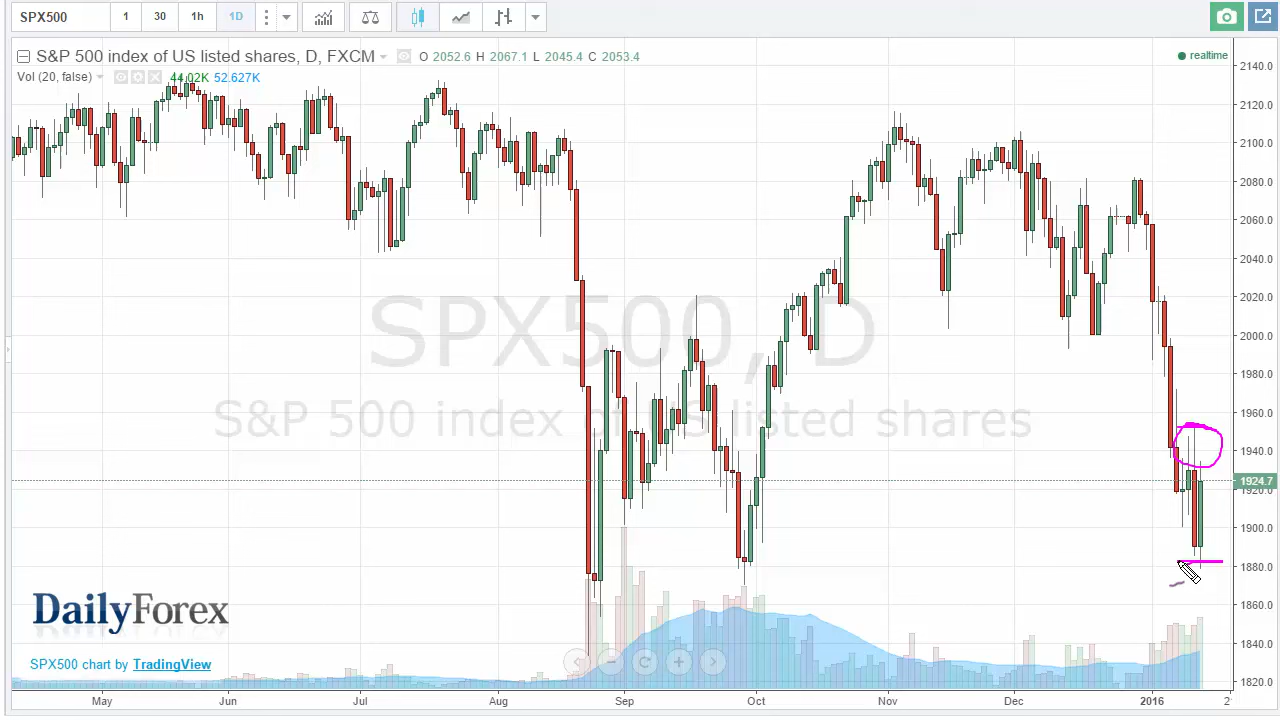 SPX500 1 30 1h 1D
S&P 500 index of US listed shares, D, FXCM O 2052.6 H 2067.1 L 2045.4 C 2053.4
realtime
Vol (20, false) 44.02K 52.627K
2140.0
2120.0
2100.0
2080.0
2060.0
2040.0
2020.0
2000.0
1980.0
1960.0
1940.0
1924.7
1920.0
1900.0
1880.0
1860.0
1840.0
1820.0
SPX500, D
S&P 500 index of US listed shares
DailyForex
SPX500 chart by TradingView
May Jun Jul Aug Sep Oct Nov Dec 2016 2